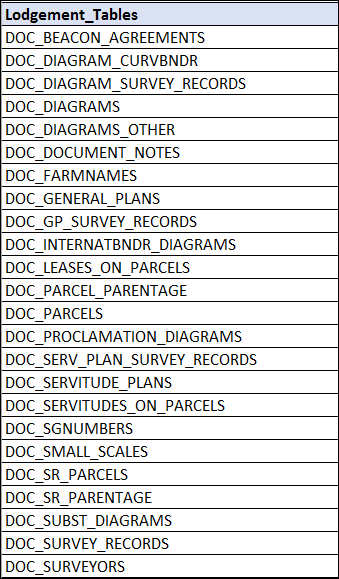 Lodgement_Tables
DOC_BEACON_AGREEMENTS
DOC_DIAGRAM_CURVBNDR
DOC_DIAGRAM_SURVEY_RECORDS
DOC_DIAGRAMS
DOC_DIAGRAMS_OTHER
DOC_DOCUMENT_NOTES
DOC_FARMNAMES
DOC_GENERAL_PLANS
DOC_GP_SURVEY_RECORDS
DOC_INTERNATBNDR_DIAGRAMS
DOC_LEASES_ON_PARCELS
DOC_PARCEL_PARENTAGE
DOC_PARCELS
DOC_PROCLAMATION_DIAGRAMS
DOC_SERV_PLAN_SURVEY_RECORDS
DOC_SERVITUDE_PLANS
DOC_SERVITUDES_ON_PARCELS
DOC_SGNUMBERS
DOC_SMALL_SCALES
DOC_SR_PARCELS
DOC_SR_PARENTAGE
DOC_SUBST_DIAGRAMS
DOC_SURVEY_RECORDS
DOC_SURVEYORS